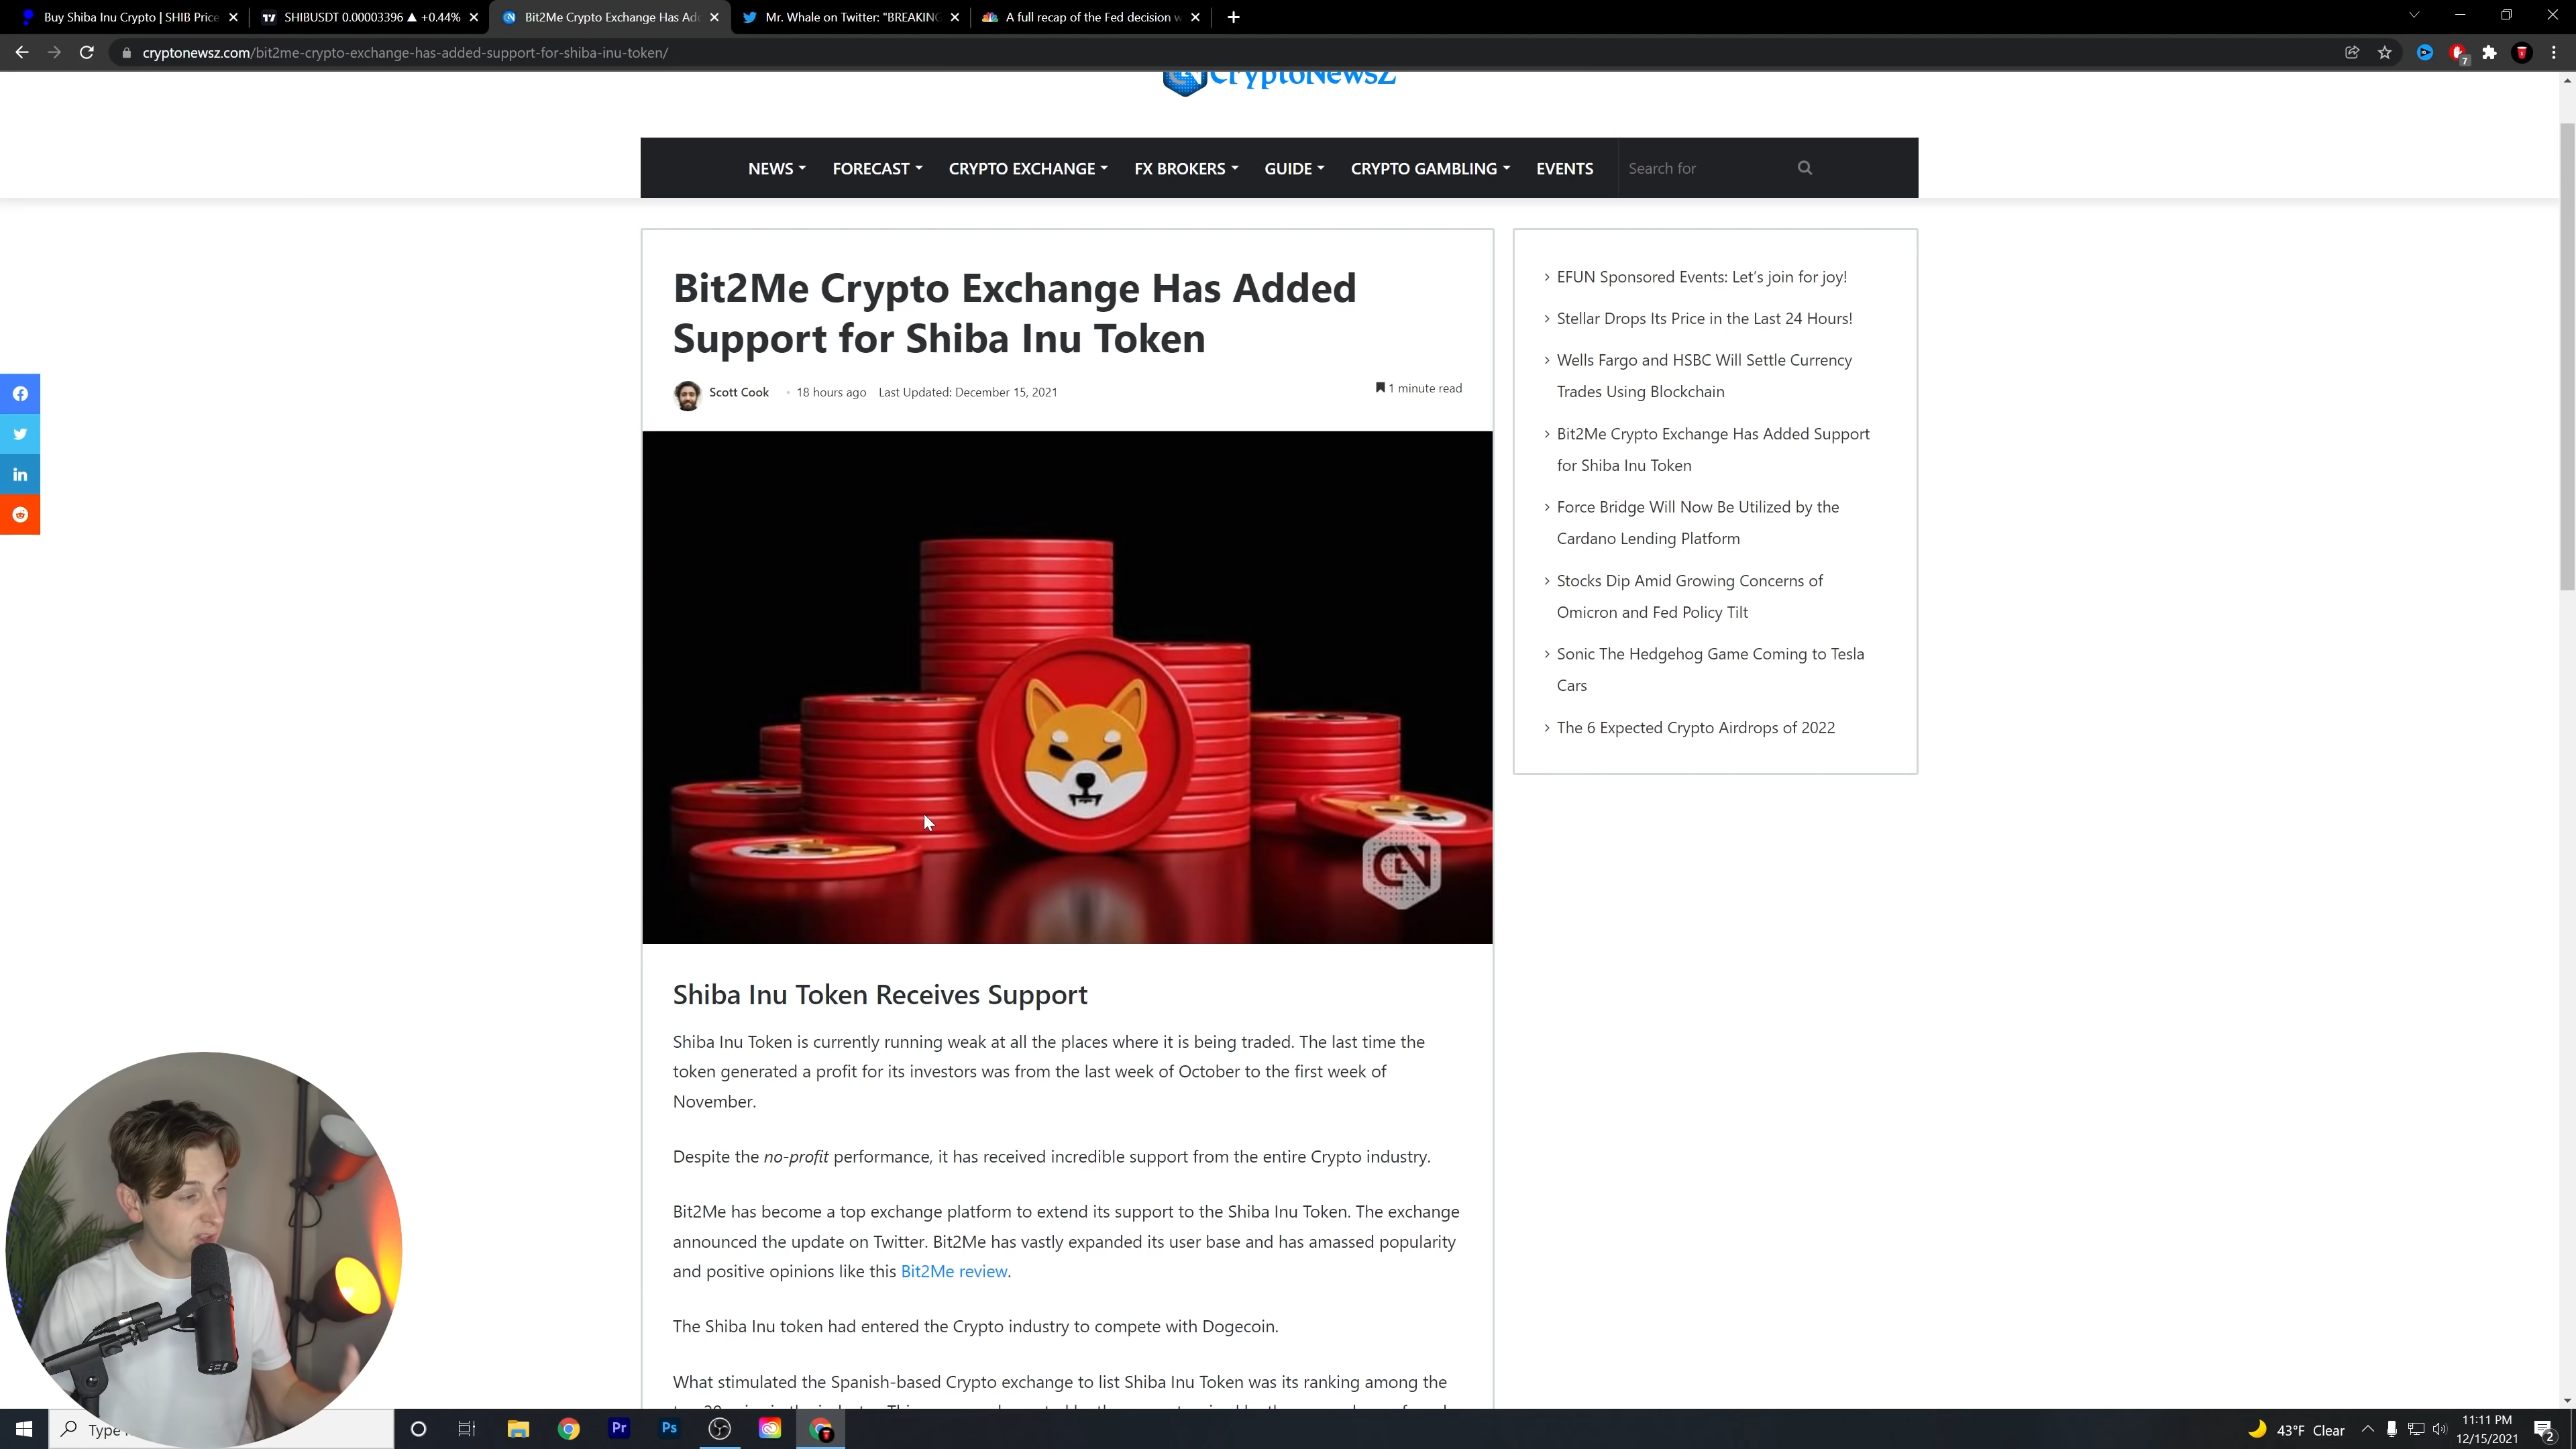 Buy Shiba Inu Crypto | SHIB Price
SHIBUSDT 0.00003396 ▲ +0.44%
Bit2Me Crypto Exchange Has Ad
Mr. Whale on Twitter: "BREAKING
A full recap of the Fed decision w
cryptonewsz.com/bit2me-crypto-exchange-has-added-support-for-shiba-inu-token/
7
CryptoNewsZ
NEWS FORECAST CRYPTO EXCHANGE FX BROKERS GUIDE CRYPTO GAMBLING EVENTS Search for
Bit2Me Crypto Exchange Has Added
Support for Shiba Inu Token
Scott Cook • 18 hours ago Last Updated: December 15, 2021 1 minute read
Shiba Inu Token Receives Support
Shiba Inu Token is currently running weak at all the places where it is being traded. The last time the
token generated a profit for its investors was from the last week of October to the first week of
November.
Despite the no-profit performance, it has received incredible support from the entire Crypto industry.
Bit2Me has become a top exchange platform to extend its support to the Shiba Inu Token. The exchange
announced the update on Twitter. Bit2Me has vastly expanded its user base and has amassed popularity
and positive opinions like this Bit2Me review.
The Shiba Inu token had entered the Crypto industry to compete with Dogecoin.
What stimulated the Spanish-based Crypto exchange to list Shiba Inu Token was its ranking among the
EFUN Sponsored Events: Let's join for joy!
Stellar Drops Its Price in the Last 24 Hours!
Wells Fargo and HSBC Will Settle Currency
Trades Using Blockchain
Bit2Me Crypto Exchange Has Added Support
for Shiba Inu Token
Force Bridge Will Now Be Utilized by the
Cardano Lending Platform
Stocks Dip Amid Growing Concerns of
Omicron and Fed Policy Tilt
Sonic The Hedgehog Game Coming to Tesla
Cars
The 6 Expected Crypto Airdrops of 2022
in
CN
Type
Pr
Ps
43°F Clear
11:11 PM
12/15/2021
2